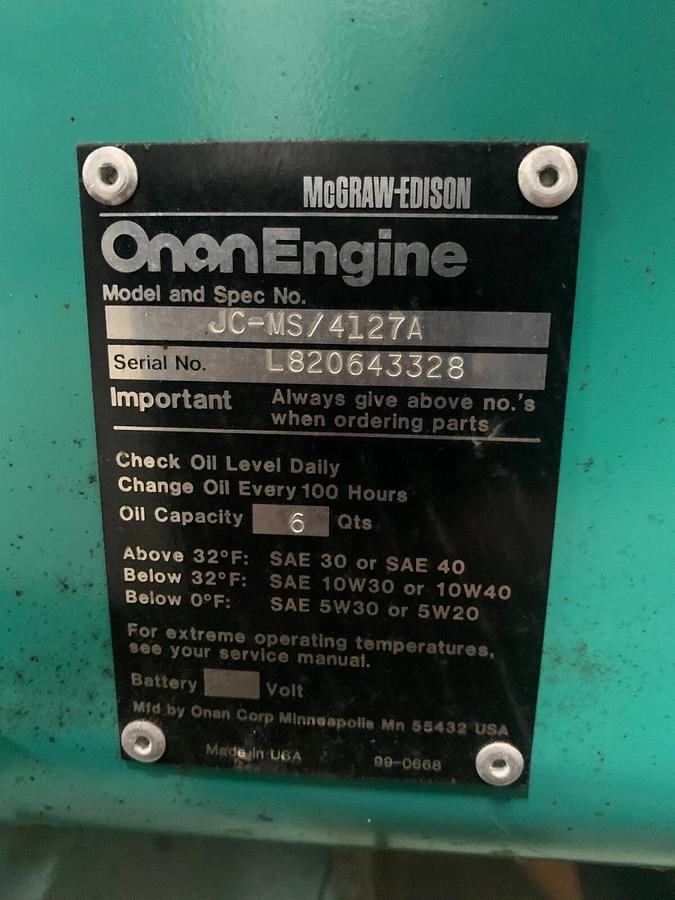 McGRAW-EDISON
Onan Engine
Model and Spec No.
JC-MS/4127A
Serial No. L820643328
Important Always give above no.'s
when ordering parts
Check Oil Level Daily
Change Oil Every 100 Hours
Oil Capacity 6 Qts
Above 32°F: SAE 30 or SAE 40
Below 32°F: SAE 10W30 or 10W40
Below 0°F: SAE 5W30 or 5W20
For extreme operating temperatures,
see your service manual.
Battery Volt
Mfd by Onan Corp Minneapolis Mn 55432 USA
Made in USA 99-0668